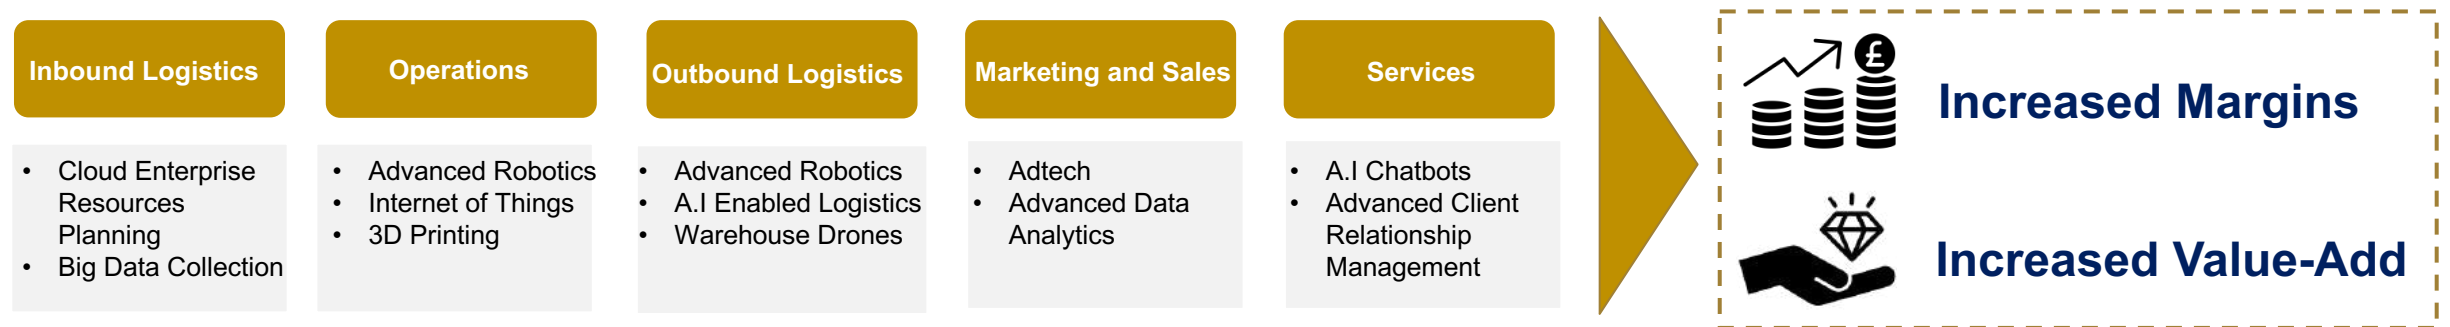 Inbound Logistics
• Cloud Enterprise
Resources
Planning
• Big Data Collection
Operations
• Advanced Robotics
• Internet of Things
• 3D Printing
Outbound Logistics
• Advanced Robotics
• A.I Enabled Logistics
• Warehouse Drones
Marketing and Sales
• Adtech
• Advanced Data
Analytics
Services
• A.I Chatbots
• Advanced Client
Relationship
Management
£
Increased Margins
Increased Value-Add